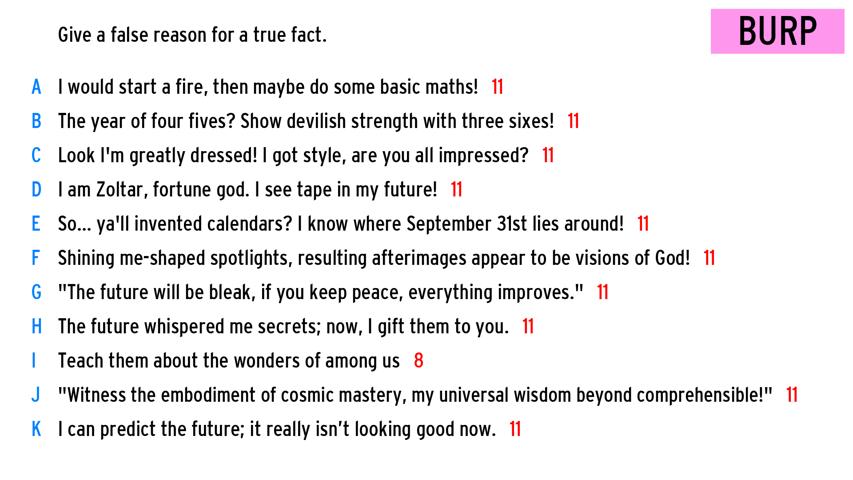 Give a false reason for a true fact.
BURP
A I would start a fire, then maybe do some basic maths! 11
B The year of four fives? Show devilish strength with three sixes! 11
C Look I'm greatly dressed! I got style, are you all impressed? 11
D I am Zoltar, fortune god. I see tape in my future! 11
E So... ya'll invented calendars? I know where September 31st lies around! 11
F Shining me-shaped spotlights, resulting afterimages appear to be visions of God! 11
G "The future will be bleak, if you keep peace, everything improves." 11
H The future whispered me secrets; now, I gift them to you. 11
I Teach them about the wonders of among us 8
J "Witness the embodiment of cosmic mastery, my universal wisdom beyond comprehensible!" 11
K I can predict the future; it really isn’t looking good now. 11